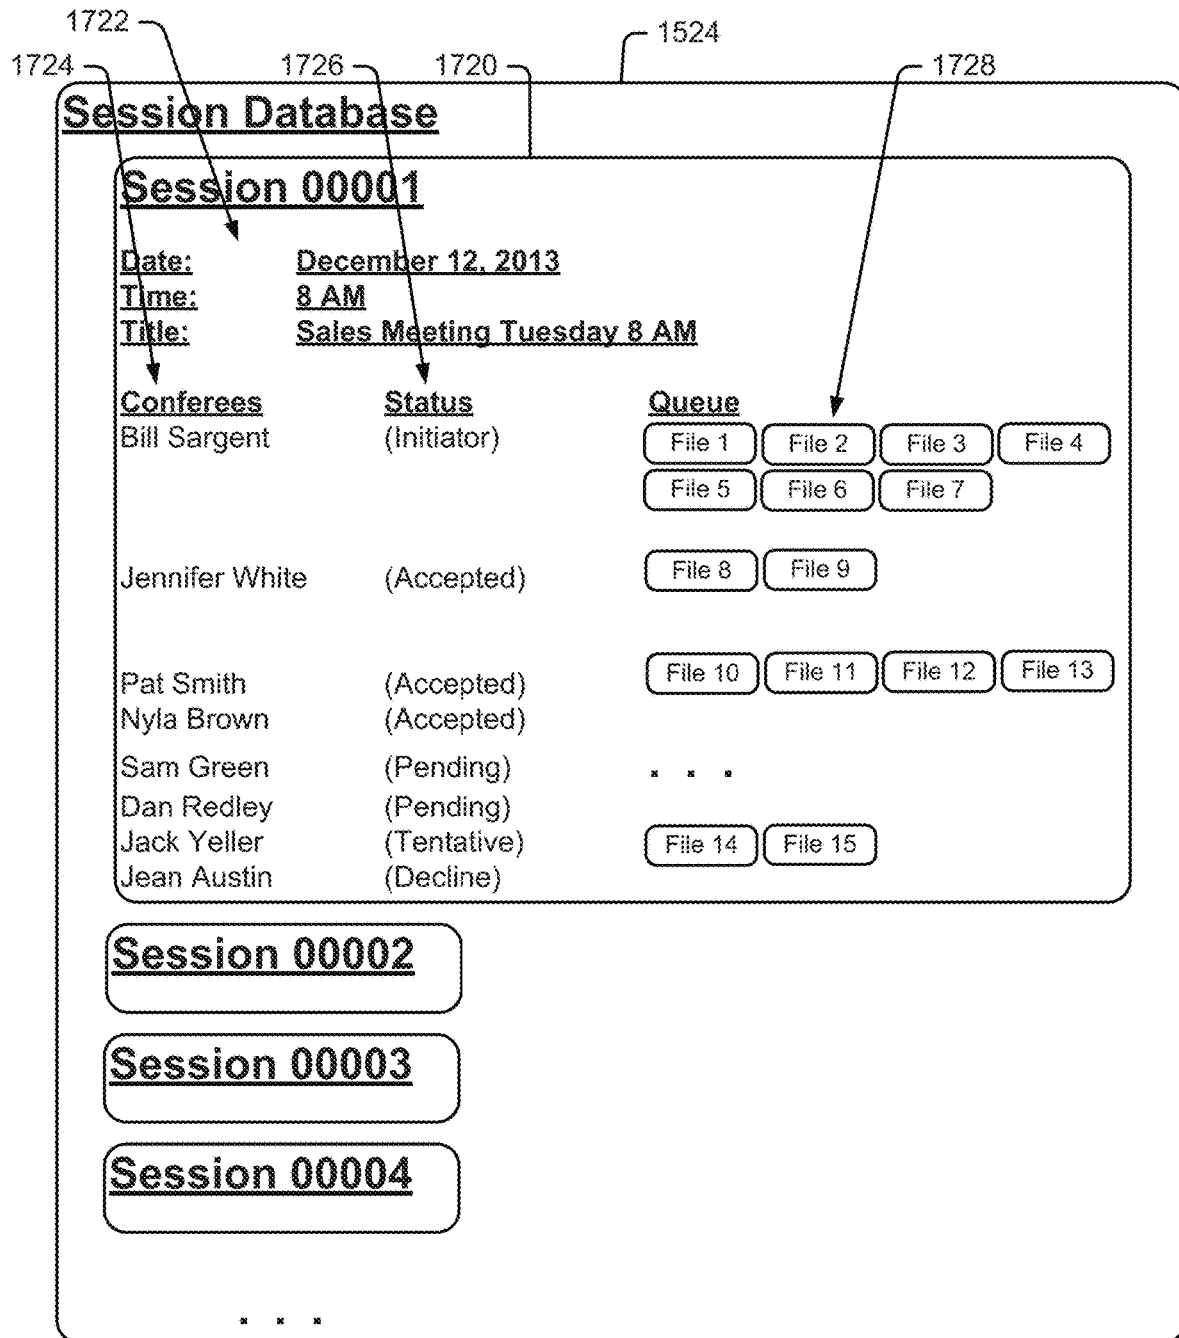 1722
1524
1724
1726
1720
1728
Session Database
Session 00001
Date: December 12, 2013
Time: 8 AM
Title: Sales Meeting Tuesday 8 AM
Conferees Status Queue
Bill Sargent (Initiator) File 1 File 2 File 3 File 4
File 5 File 6 File 7
Jennifer White (Accepted) File 8 File 9
Pat Smith (Accepted) File 10 File 11 File 12 File 13
Nyla Brown (Accepted)
Sam Green (Pending) . . .
Dan Redley (Pending)
Jack Yeller (Tentative) File 14 File 15
Jean Austin (Decline)
Session 00002
Session 00003
Session 00004
. . .